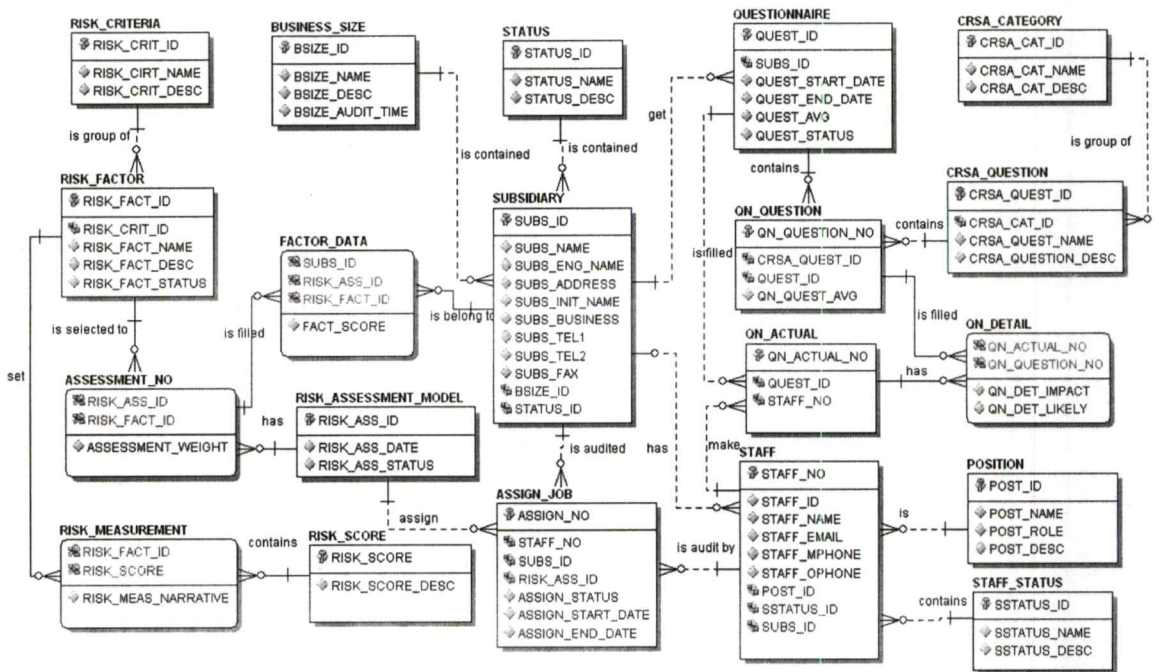 RISK_CRITERIA
RISK_CRIT_ID
RISK_CIRT_NAME
RISK_CRIT_DESC
is group of
BUSINESS_SIZE
BSIZE_ID
BSIZE_NAME
BSIZE_DESC
BSIZE_AUDIT_TIME
is contained
STATUS
STATUS_ID
STATUS_NAME
STATUS_DESC
is contained
QUESTIONNAIRE
QUEST_ID
SUBS_ID
QUEST_START_DATE
QUEST_END_DATE
QUEST_AVG
QUEST_STATUS
get
contains
CRSA_CATEGORY
CRSA_CAT_ID
CRSA_CAT_NAME
CRSA_CAT_DESC
is group of
RISK_FACTOR
RISK_FACT_ID
RISK_CRIT_ID
RISK_FACT_NAME
RISK_FACT_DESC
RISK_FACT_STATUS
is selected to
set
FACTOR_DATA
SUBS_ID
RISK_ASS_ID
RISK_FACT_ID
FACT_SCORE
is filled
is belong to
SUBSIDIARY
SUBS_ID
SUBS_NAME
SUBS_ENG_NAME
SUBS_ADDRESS
SUBS_INIT_NAME
SUBS_BUSINESS
SUBS_TEL1
SUBS_TEL2
SUBS_FAX
BSIZE_ID
STATUS_ID
is audited
has
QN_QUESTION
QN_QUESTION_NO
CRSA_QUEST_ID
QUEST_ID
QN_QUEST_AVG
is filled
contains
CRSA_QUESTION
CRSA_QUEST_ID
CRSA_CAT_ID
CRSA_QUEST_NAME
CRSA_QUESTION_DESC
is filled
ASSESSMENT_NO
RISK_ASS_ID
RISK_FACT_ID
ASSESSMENT_WEIGHT
has
RISK_ASSESSMENT_MODEL
RISK_ASS_ID
RISK_ASS_DATE
RISK_ASS_STATUS
assign
QN_ACTUAL
QN_ACTUAL_NO
QUEST_ID
STAFF_NO
has
make
QN_DETAIL
QN_ACTUAL_NO
QN_QUESTION_NO
QN_DET_IMPACT
QN_DET_LIKELY
RISK_MEASUREMENT
RISK_FACT_ID
RISK_SCORE
RISK_MEAS_NARRATIVE
contains
RISK_SCORE
RISK_SCORE
RISK_SCORE_DESC
ASSIGN_JOB
ASSIGN_NO
STAFF_NO
SUBS_ID
RISK_ASS_ID
ASSIGN_STATUS
ASSIGN_START_DATE
ASSIGN_END_DATE
is audit by
STAFF
STAFF_NO
STAFF_ID
STAFF_NAME
STAFF_EMAIL
STAFF_MPHONE
STAFF_OPHONE
POST_ID
SSTATUS_ID
SUBS_ID
is
POSITION
POST_ID
POST_NAME
POST_ROLE
POST_DESC
contains
STAFF_STATUS
SSTATUS_ID
SSTATUS_NAME
SSTATUS_DESC